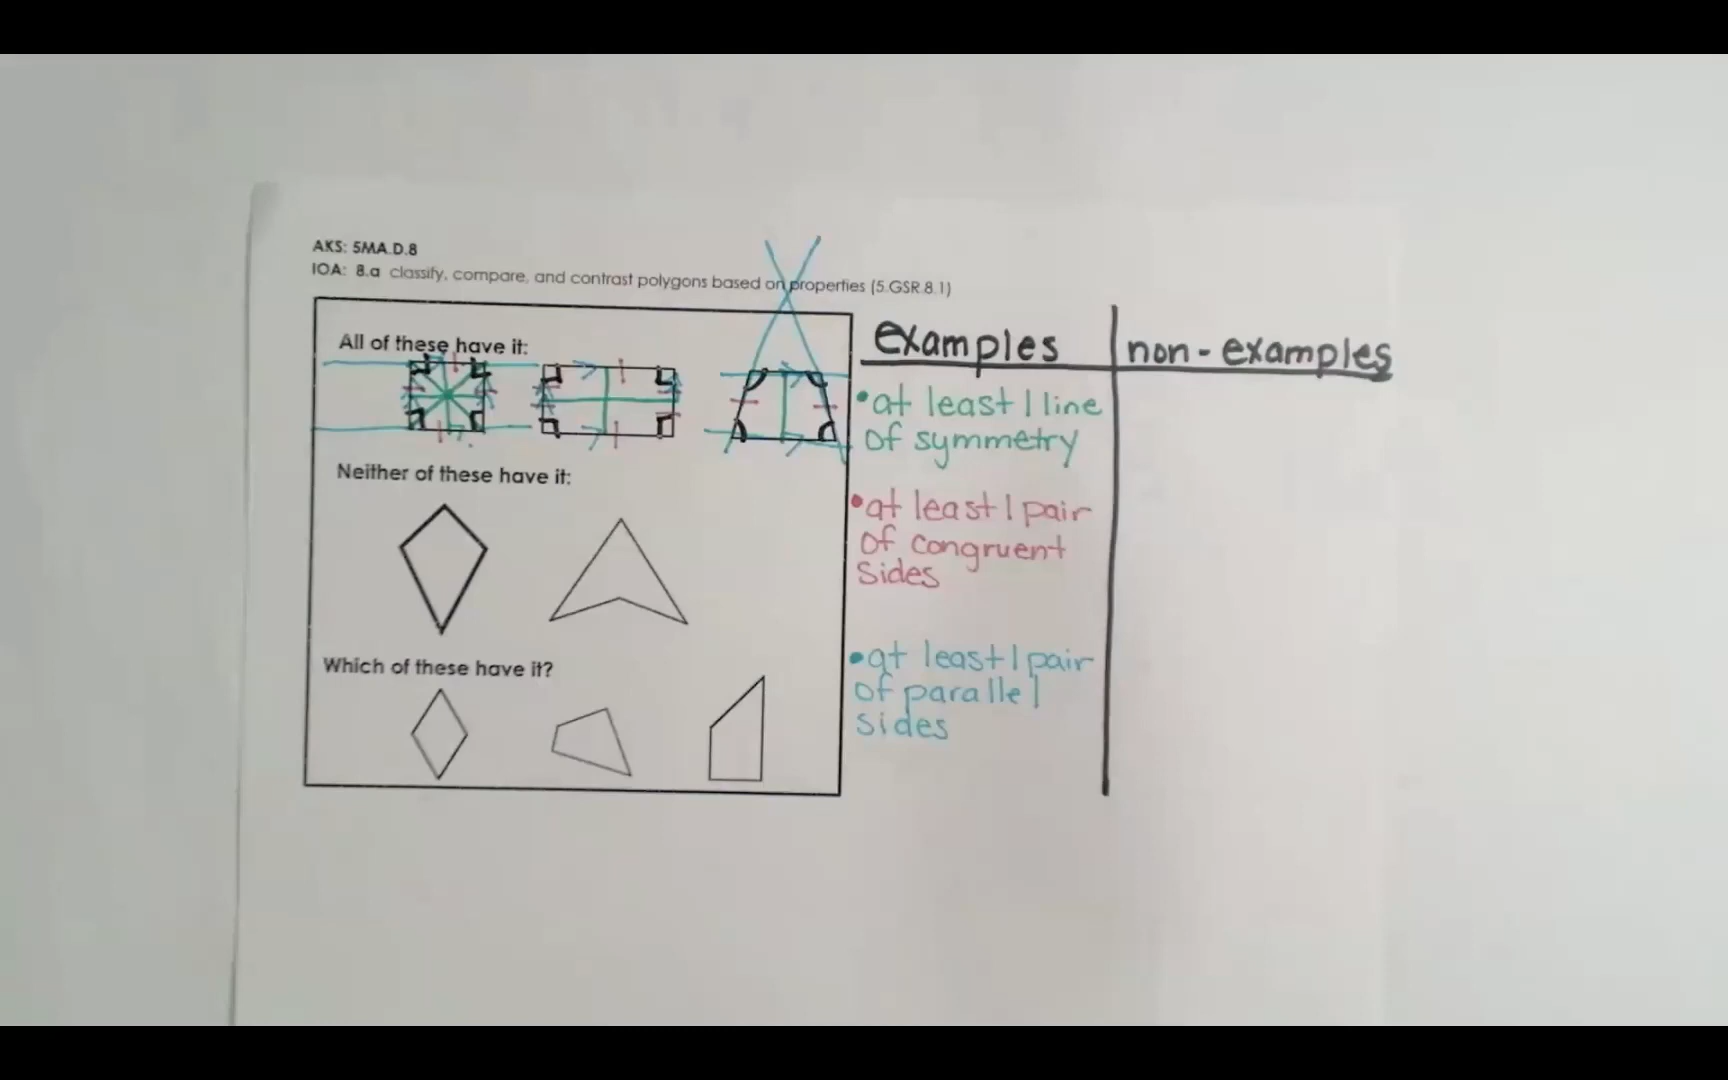 AKS: 5MA.D.8
IOA: 8.a classify, compare, and contrast polygons based on properties (5.GSR.8.1)
All of these have it:
Neither of these have it:
Which of these have it?
examples
non-examples
•at least 1 line
of symmetry
•at least 1 pair
of congruent
sides
•at least 1 pair
of parallel
sides